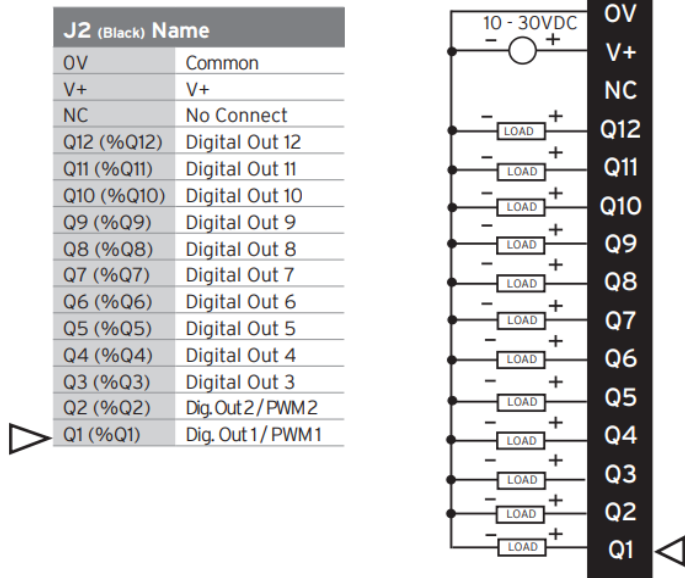 J2 (Black) Name
0V Common
V+ V+
NC No Connect
Q12 (%Q12) Digital Out 12
Q11 (%Q11) Digital Out 11
Q10 (%Q10) Digital Out 10
Q9 (%Q9) Digital Out 9
Q8 (%Q8) Digital Out 8
Q7 (%Q7) Digital Out 7
Q6 (%Q6) Digital Out 6
Q5 (%Q5) Digital Out 5
Q4 (%Q4) Digital Out 4
Q3 (%Q3) Digital Out 3
Q2 (%Q2) Dig. Out 2 / PWM 2
Q1 (%Q1) Dig. Out 1 / PWM1
0V
10 - 30VDC
- + V+
NC
- LOAD + Q12
- LOAD + Q11
- LOAD + Q10
- LOAD + Q9
- LOAD + Q8
- LOAD + Q7
- LOAD + Q6
- LOAD + Q5
- LOAD + Q4
- LOAD + Q3
- LOAD + Q2
- LOAD + Q1